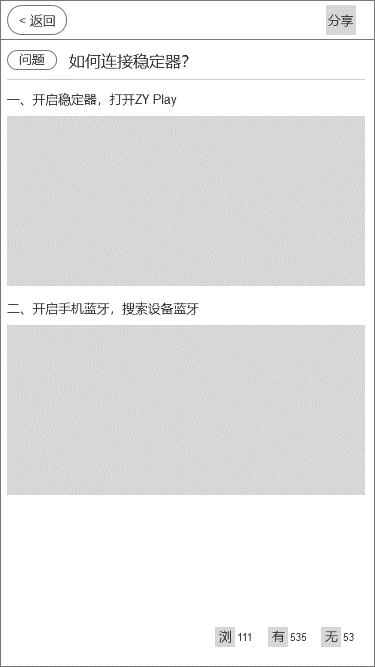 < 返回 分享
问题 如何连接稳定器?
一、开启稳定器，打开ZY Play
二、开启手机蓝牙，搜索设备蓝牙
浏 111 有 535 无 53